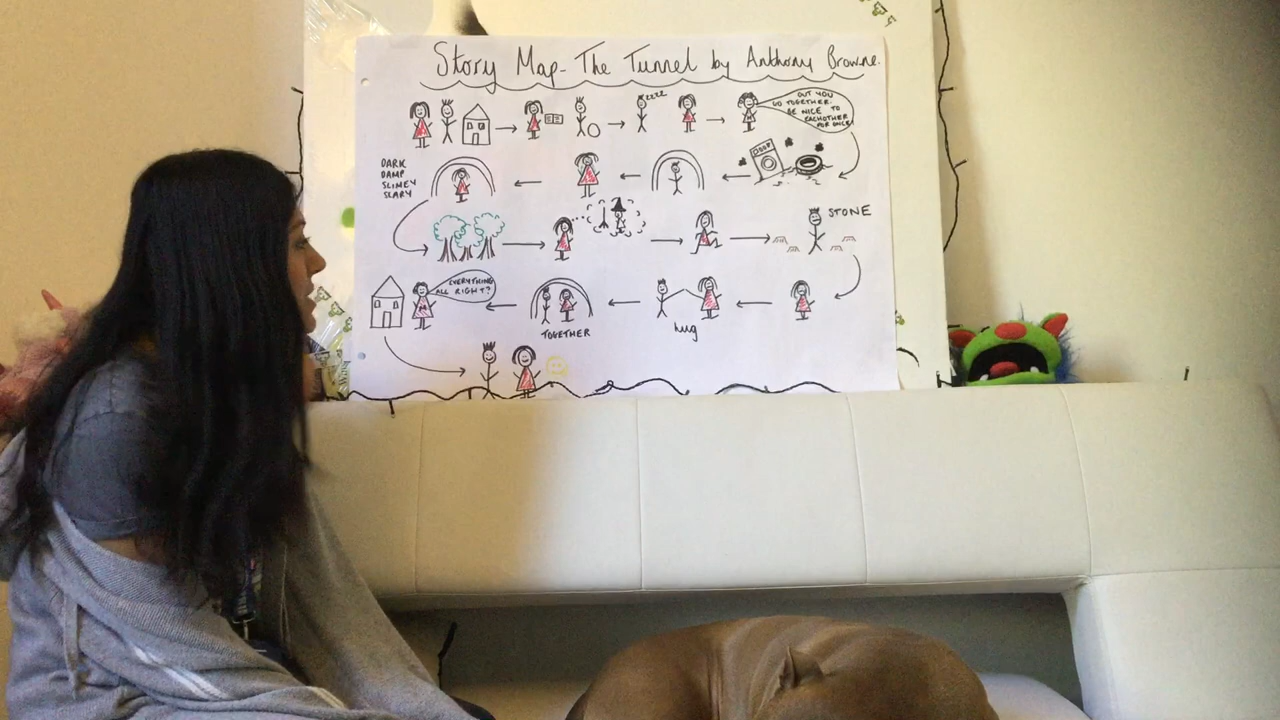 Story Map - The Tunnel by Anthony Browne.
zzzz
OUT YOU
GO TOGETHER.
BE NICE TO
EACHOTHER
FOR ONCE!
DARK
DAMP
SLIMEY
SCARY
STONE
EVERYTHING
ALL RIGHT?
TOGETHER
hug